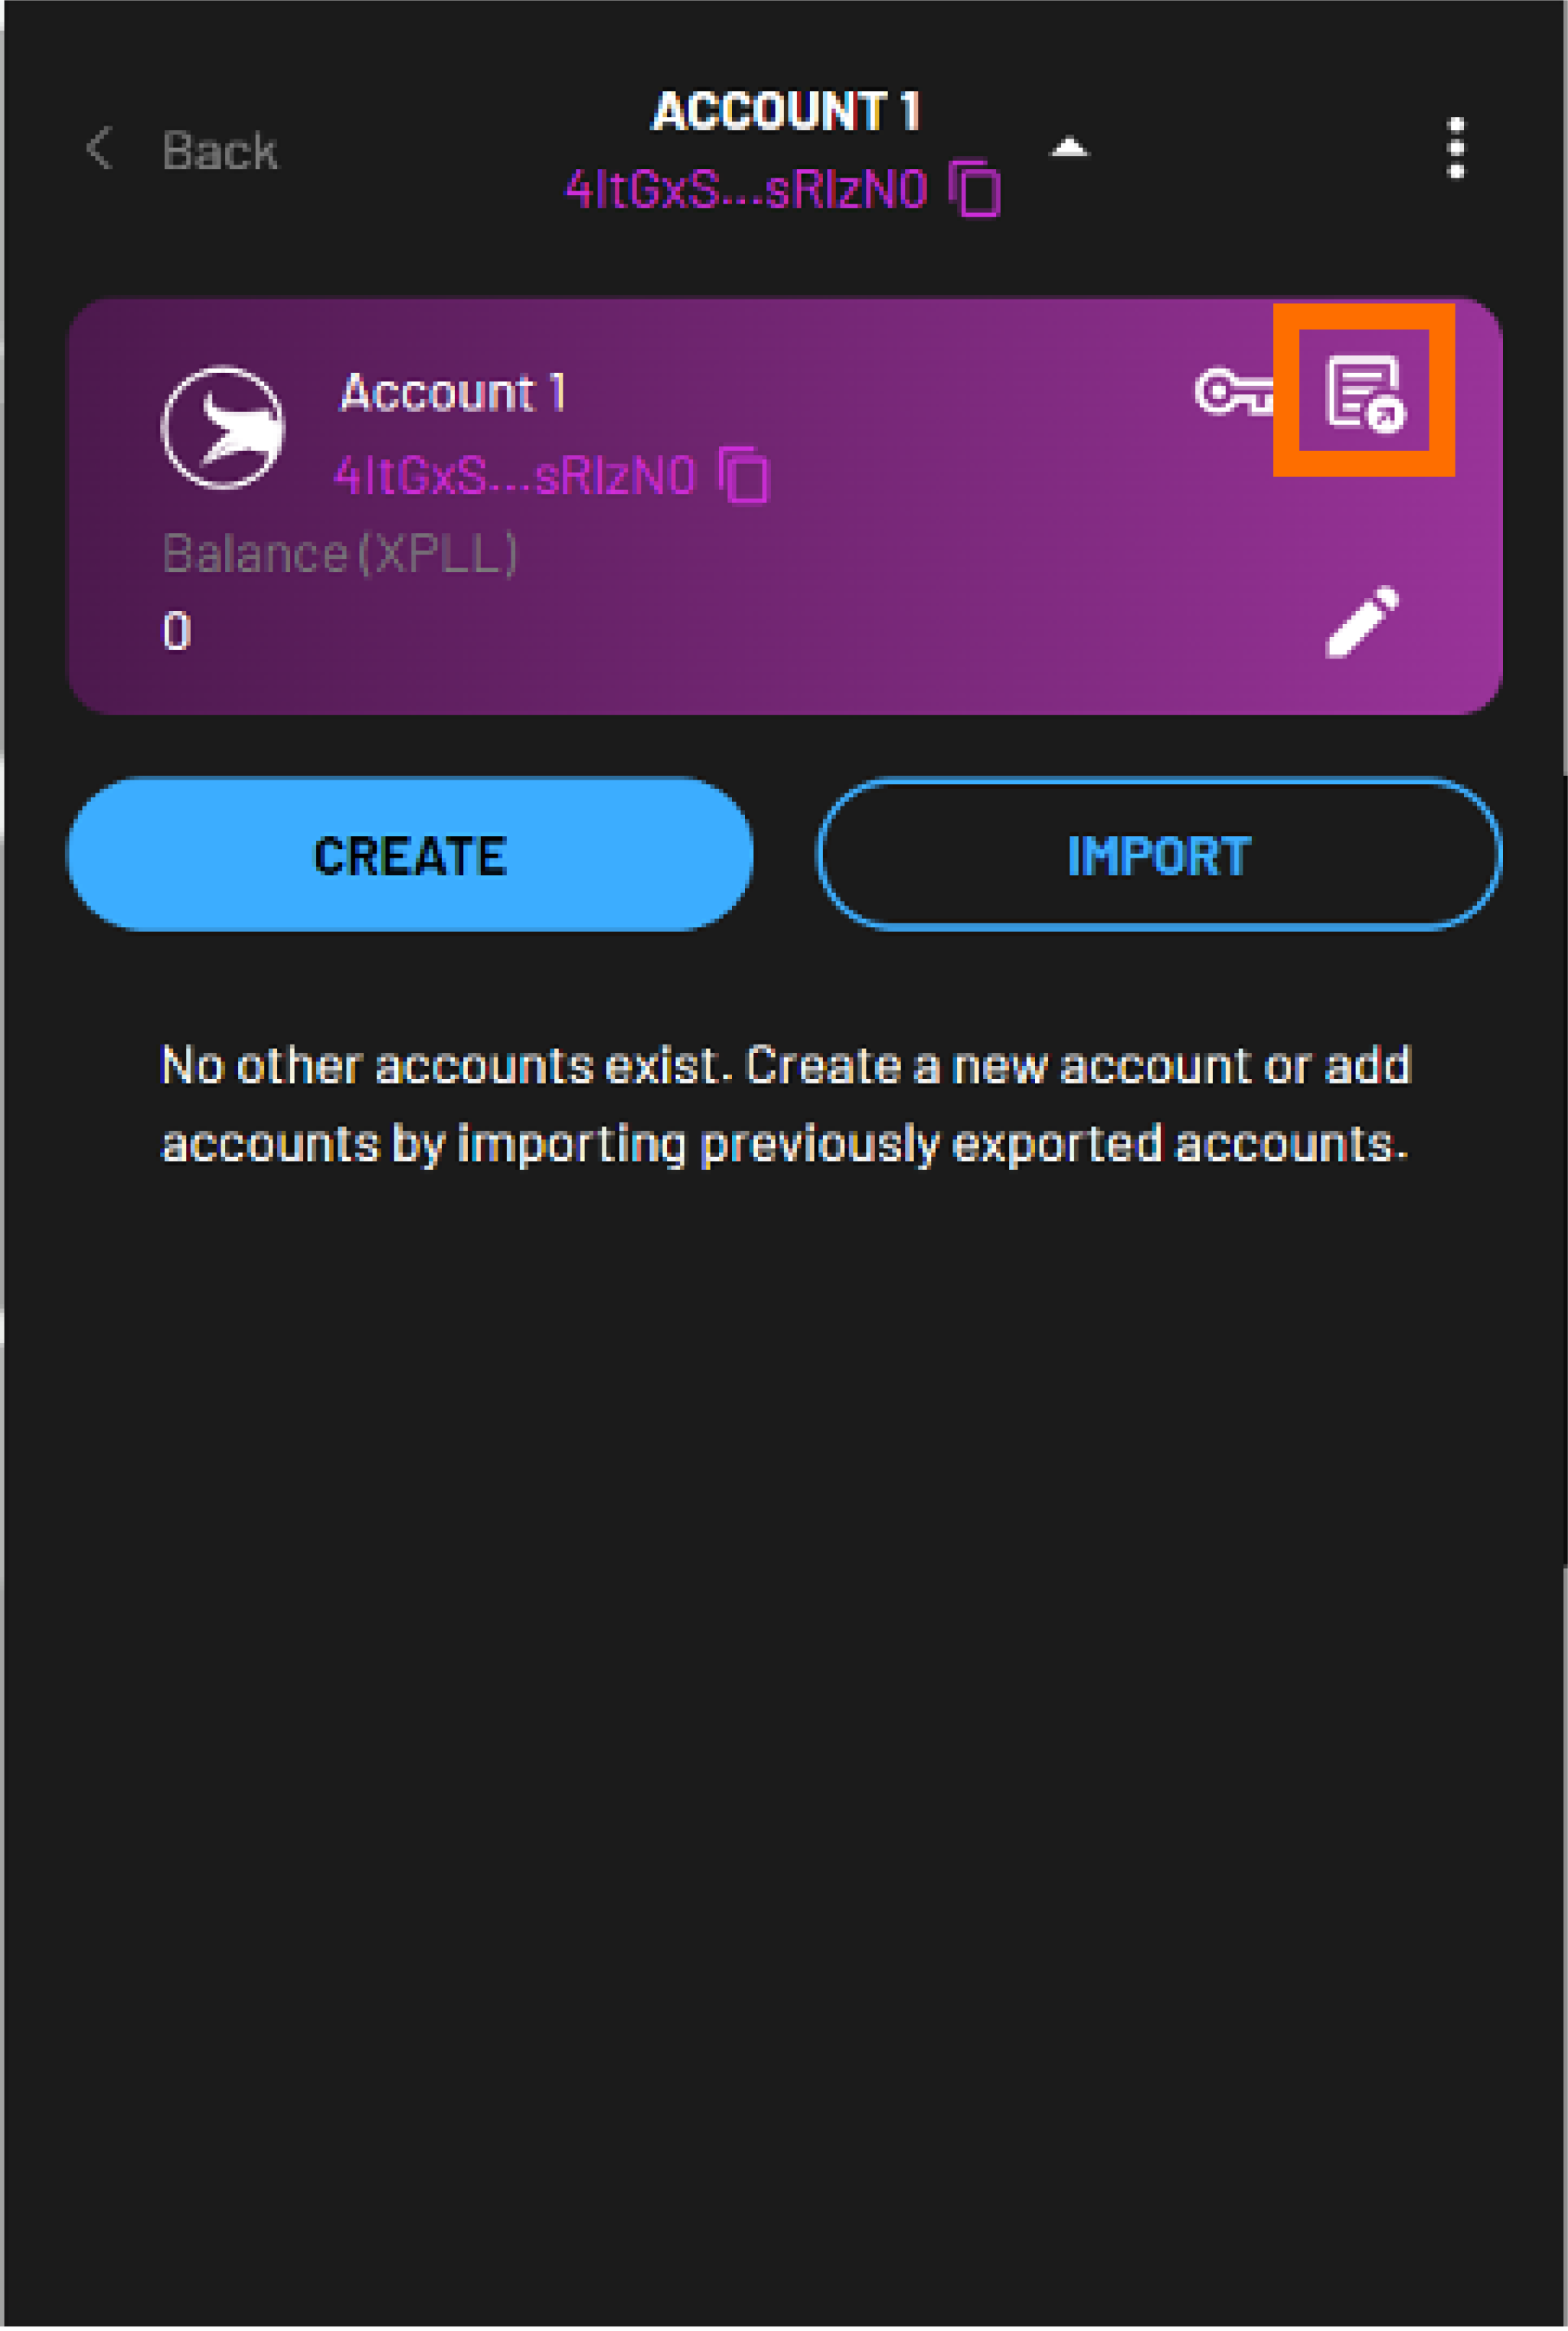 ACCOUNT 1
Back
4ItGxS...sRIzN0
Account 1
4ItGxS...sRIzN0
Balance (XPLL)
0
CREATE
IMPORT
No other accounts exist. Create a new account or add
accounts by importing previously exported accounts.